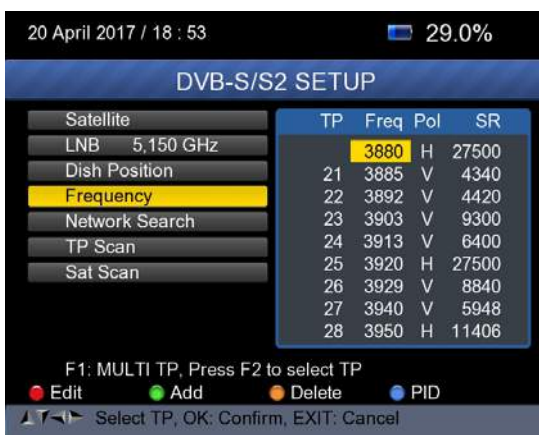 20 April 2017 / 18 : 53 29.0%
DVB-S/S2 SETUP
Satellite
LNB 5,150 GHz
Dish Position
Frequency
Network Search
TP Scan
Sat Scan
TP Freq Pol SR
3880 H 27500
21 3885 V 4340
22 3892 V 4420
23 3903 V 9300
24 3913 V 6400
25 3920 H 27500
26 3929 V 8840
27 3940 V 5948
28 3950 H 11406
F1: MULTI TP, Press F2 to select TP
Edit Add Delete PID
Select TP, OK: Confirm, EXIT: Cancel